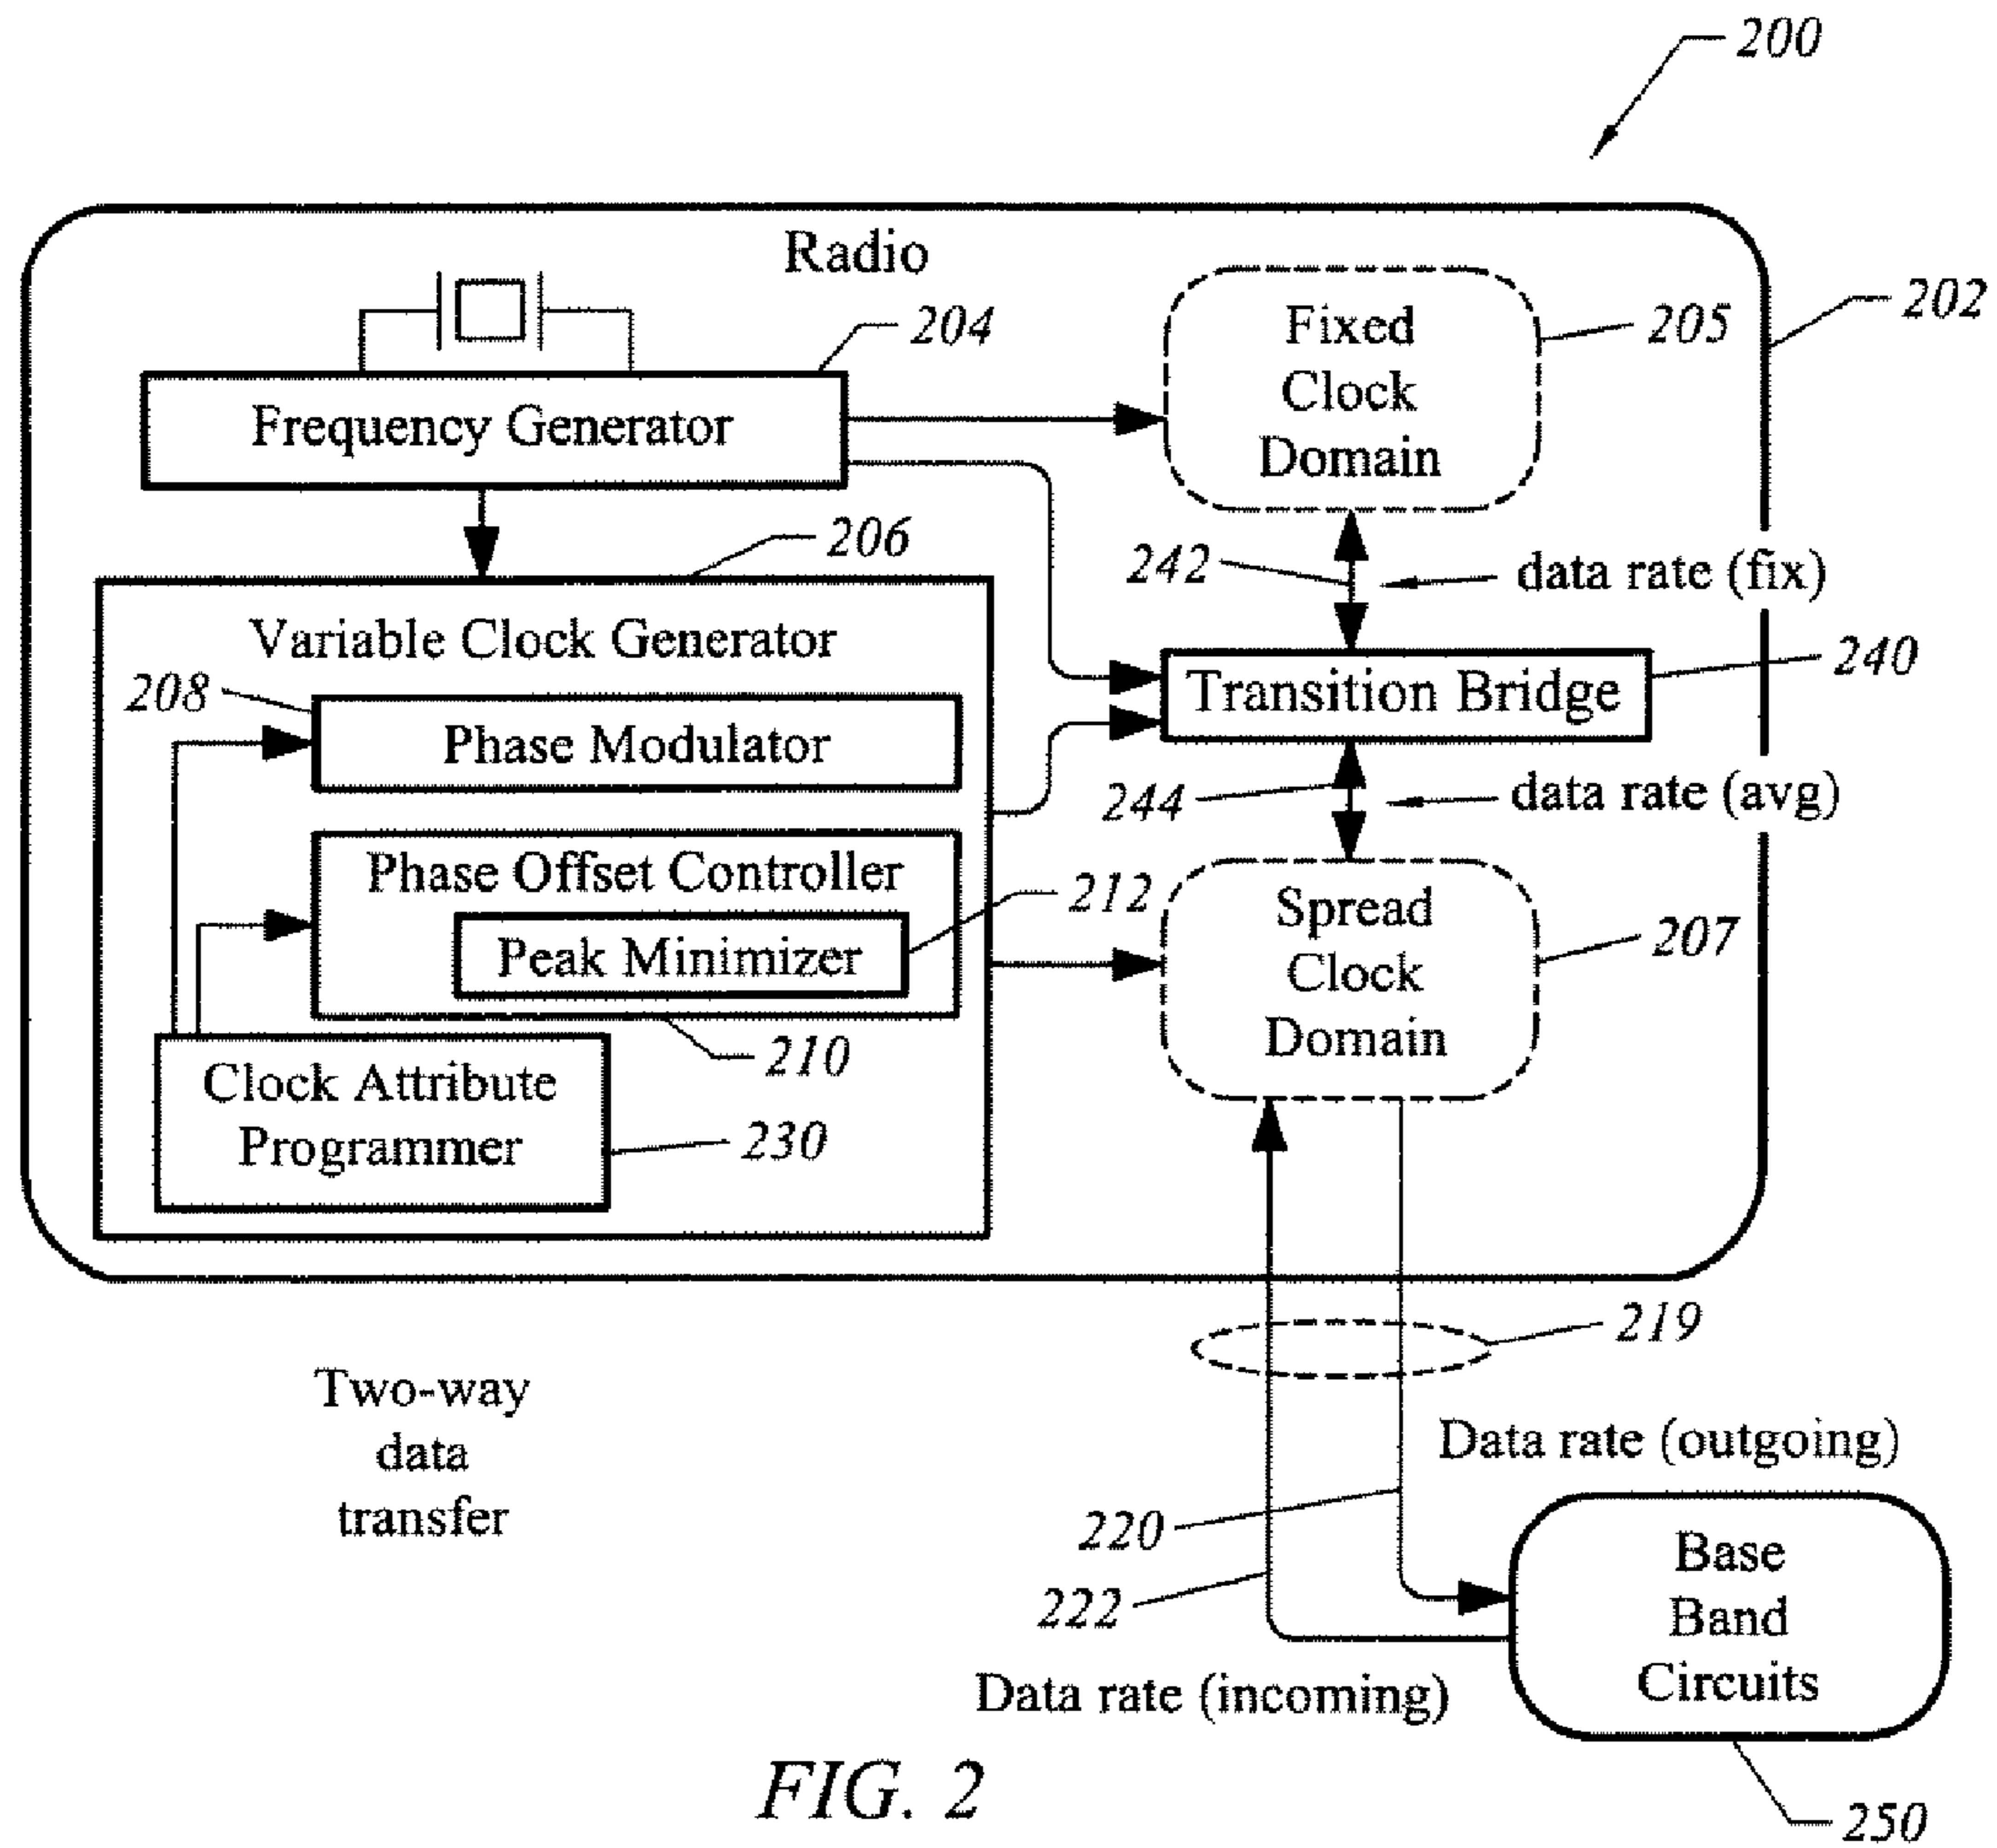 200
Radio
202
204
Frequency Generator
Fixed
Clock
Domain
205
206
242
data rate (fix)
Variable Clock Generator
208
Phase Modulator
Transition Bridge
240
244
data rate (avg)
Phase Offset Controller
212
Peak Minimizer
Spread
Clock
Domain
207
210
Clock Attribute
Programmer
230
219
Two-way
data
transfer
Data rate (outgoing)
220
222
Base
Band
Circuits
Data rate (incoming)
250
FIG. 2